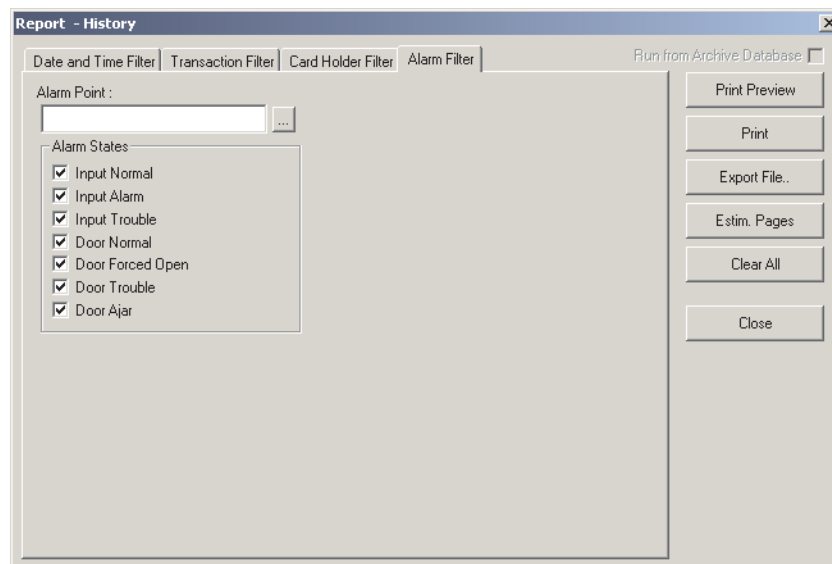 Report - History
Date and Time Filter
Transaction Filter
Card Holder Filter
Alarm Filter
Run from Archive Database
Alarm Point :
...
Alarm States
Input Normal
Input Alarm
Input Trouble
Door Normal
Door Forced Open
Door Trouble
Door Ajar
Print Preview
Print
Export File..
Estim. Pages
Clear All
Close